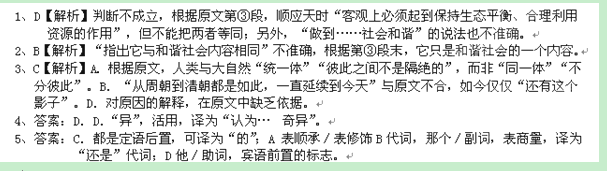 1、D【解析】判断不成立，根据原文第③段，顺应天时“客观上必须起到保持生态平衡、合理利用
资源的作用”，但不能把两者等同；另外，“做到……社会和谐”的说法也不准确。
2、B【解析】“指出它与和谐社会内容相同”不准确，根据第③段末，它只是和谐社会的一个内容。
3、C【解析】A. 根据原文，人类与大自然“统一体”“彼此之间不是隔绝的”，而非“同一体”“不
分彼此”。B. “从周朝到清朝都是如此，一直延续到今天”与原文不合，如今仅仅“还有这个
影子”。D. 对原因的解释，在原文中缺乏依据。
4、答案：D. D.“异”，活用，译为“认为… 奇异”。
5、答案：C. 都是定语后置，可译为“的”；A 表顺承／表修饰 B 代词，那个／副词，表商量，译为
“还是”代词；D 他／助词，宾语前置的标志。